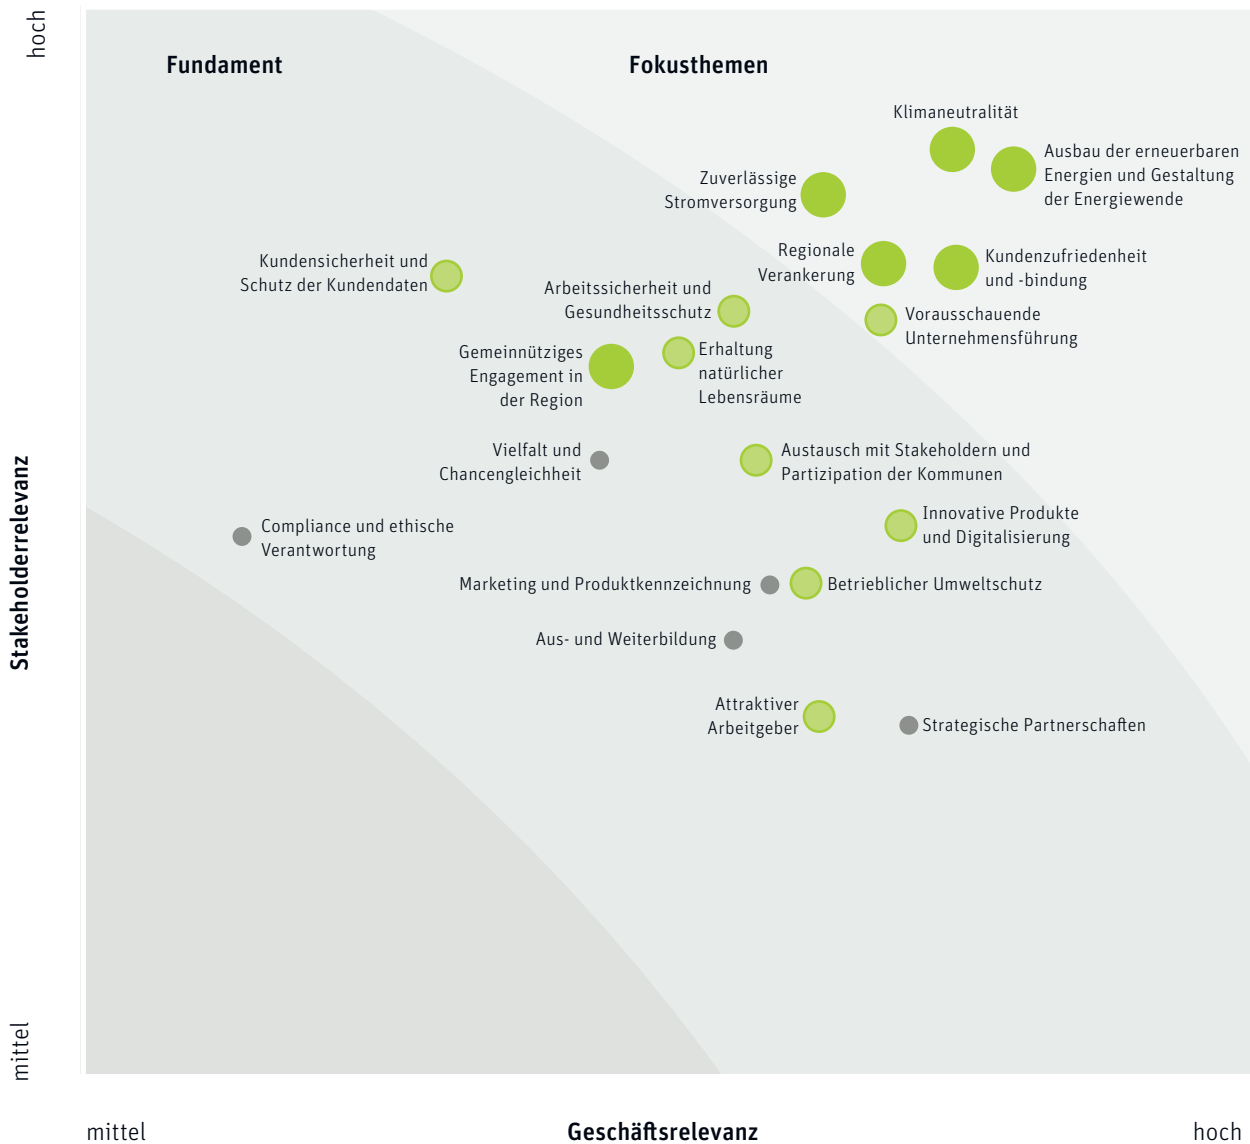 hoch
Fundament
Fokusthemen
Klimaneutralität
Ausbau der erneuerbaren
Energien und Gestaltung
der Energiewende
Zuverlässige
Stromversorgung
Regionale
Verankerung
Kundenzufriedenheit
und -bindung
Kundensicherheit und
Schutz der Kundendaten
Arbeitssicherheit und
Gesundheitsschutz
Vorausschauende
Unternehmensführung
Gemeinnütziges
Engagement in
der Region
Erhaltung
natürlicher
Lebensräume
Vielfalt und
Chancengleichheit
Austausch mit Stakeholdern und
Partizipation der Kommunen
Compliance und ethische
Verantwortung
Innovative Produkte
und Digitalisierung
Marketing und Produktkennzeichnung
Betrieblicher Umweltschutz
Aus- und Weiterbildung
Attraktiver
Arbeitgeber
Strategische Partnerschaften
Stakeholderrelevanz
mittel
mittel
Geschäftsrelevanz
hoch